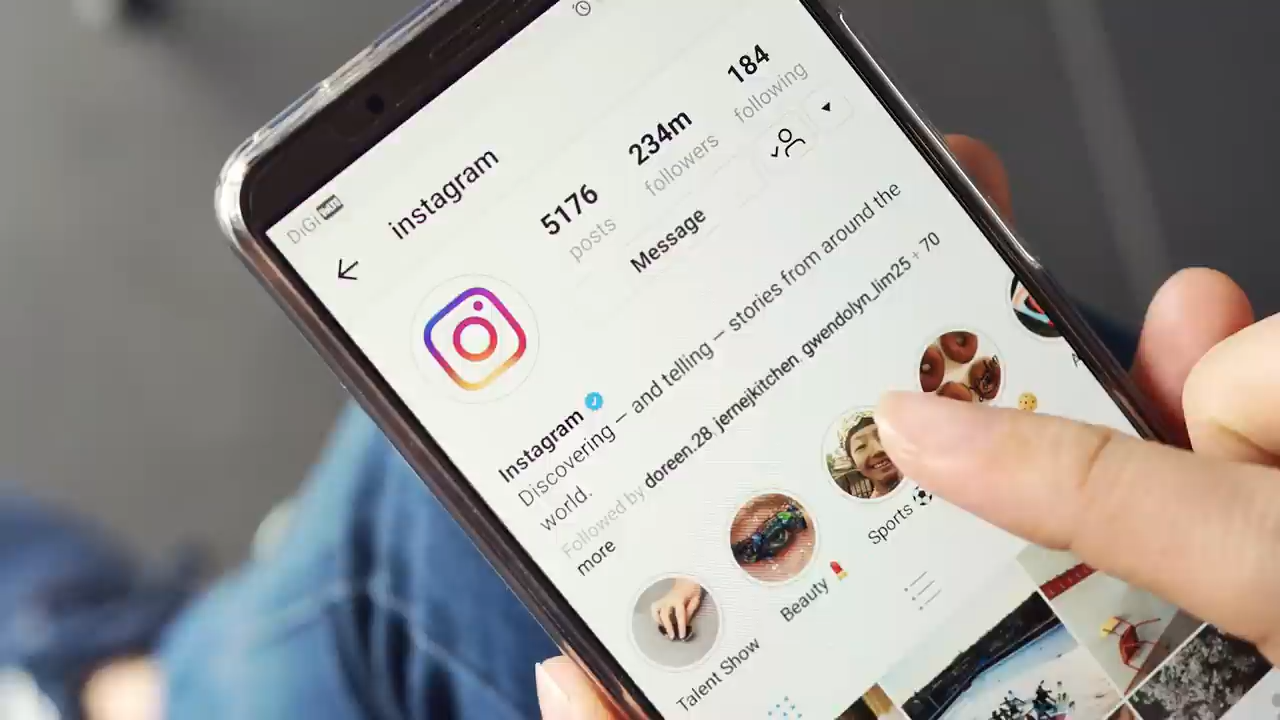 DiGi
instagram
5176
posts
234m
followers
184
following
Message
Instagram
Discovering — and telling — stories from around the
world.
Followed by doreen.28, jernejkitchen, gwendolyn_lim25 + 70
more
Talent Show
Beauty
Sports